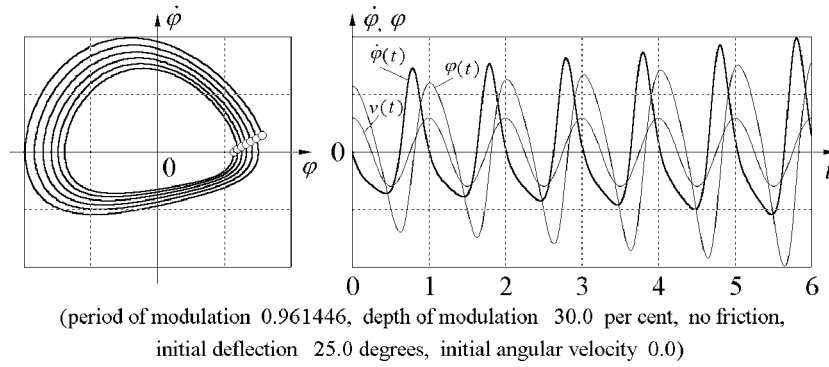 φ̇
0
φ
φ̇, φ
φ̇(t)
φ(t)
v(t)
0
t
0 1 2 3 4 5 6
(period of modulation 0.961446, depth of modulation 30.0 per cent, no friction,
initial deflection 25.0 degrees, initial angular velocity 0.0)